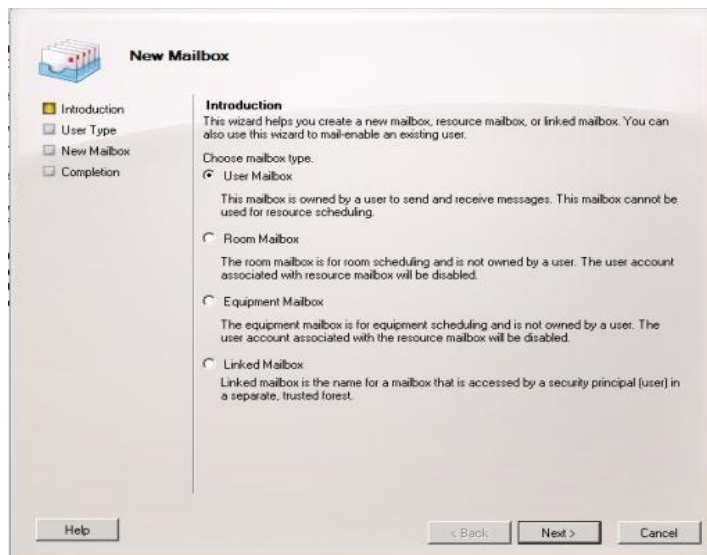 New Mailbox
Introduction
User Type
New Mailbox
Completion
Introduction
This wizard helps you create a new mailbox, resource mailbox, or linked mailbox. You can
also use this wizard to mail-enable an existing user.
Choose mailbox type.
User Mailbox
This mailbox is owned by a user to send and receive messages. This mailbox cannot be
used for resource scheduling.
Room Mailbox
The room mailbox is for room scheduling and is not owned by a user. The user account
associated with resource mailbox will be disabled.
Equipment Mailbox
The equipment mailbox is for equipment scheduling and is not owned by a user. The
user account associated with the resource mailbox will be disabled.
Linked Mailbox
Linked mailbox is the name for a mailbox that is accessed by a security principal (user) in
a separate, trusted forest.
Help
< Back
Next >
Cancel